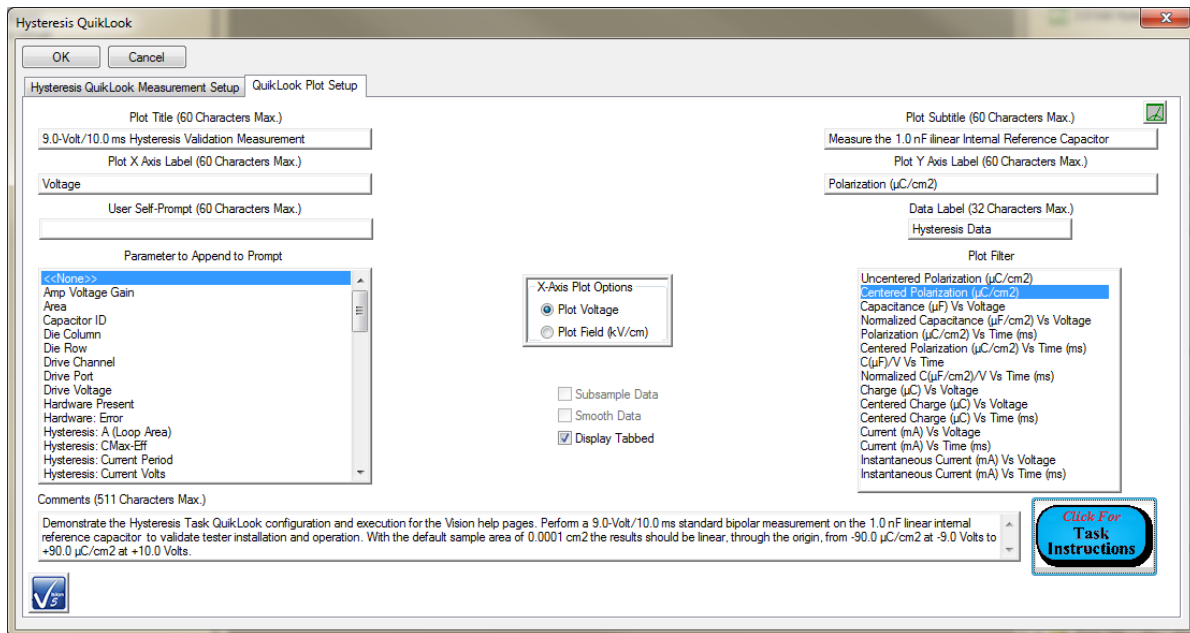 Hysteresis QuikLook
OK
Cancel
Hysteresis QuikLook Measurement Setup
QuikLook Plot Setup
Plot Title (60 Characters Max.)
9.0-Volt/10.0 ms Hysteresis Validation Measurement
Plot Subtitle (60 Characters Max.)
Measure the 1.0 nF ilinear Internal Reference Capacitor
Plot X Axis Label (60 Characters Max.)
Voltage
Plot Y Axis Label (60 Characters Max.)
Polarization (µC/cm2)
User Self-Prompt (60 Characters Max.)
Data Label (32 Characters Max.)
Hysteresis Data
Parameter to Append to Prompt
<<None>>
Amp Voltage Gain
Area
Capacitor ID
Die Column
Die Row
Drive Channel
Drive Port
Drive Voltage
Hardware Present
Hardware: Error
Hysteresis: A (Loop Area)
Hysteresis: CMax-Eff
Hysteresis: Current Period
Hysteresis: Current Volts
X-Axis Plot Options
Plot Voltage
Plot Field (kV/cm)
Subsample Data
Smooth Data
Display Tabbed
Plot Filter
Uncentered Polarization (µC/cm2)
Centered Polarization (µC/cm2)
Capacitance (µF) Vs Voltage
Normalized Capacitance (µF/cm2) Vs Voltage
Polarization (µC/cm2) Vs Time (ms)
Centered Polarization (µC/cm2) Vs Time (ms)
C(µF)/V Vs Time
Normalized C(µF/cm2)/V Vs Time (ms)
Charge (µC) Vs Voltage
Centered Charge (µC) Vs Voltage
Centered Charge (µC) Vs Time (ms)
Current (mA) Vs Voltage
Current (mA) Vs Time (ms)
Instantaneous Current (mA) Vs Voltage
Instantaneous Current (mA) Vs Time (ms)
Comments (511 Characters Max.)
Demonstrate the Hysteresis Task QuikLook configuration and execution for the Vision help pages. Perform a 9.0-Volt/10.0 ms standard bipolar measurement on the 1.0 nF linear internal
reference capacitor to validate tester installation and operation. With the default sample area of 0.0001 cm2 the results should be linear, through the origin, from -90.0 µC/cm2 at -9.0 Volts to
+90.0 µC/cm2 at +10.0 Volts.
Click For
Task
Instructions